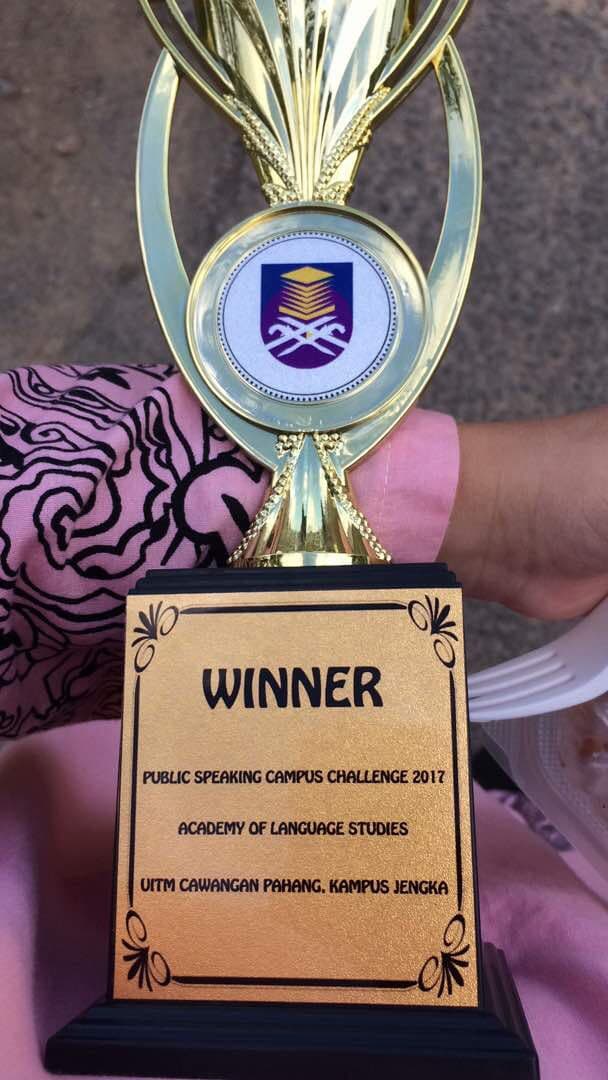 WINNER
PUBLIC SPEAKING CAMPUS CHALLENGE 2017
ACADEMY OF LANGUAGE STUDIES
UITM CAWANGAN PAHANG, KAMPUS JENGKA